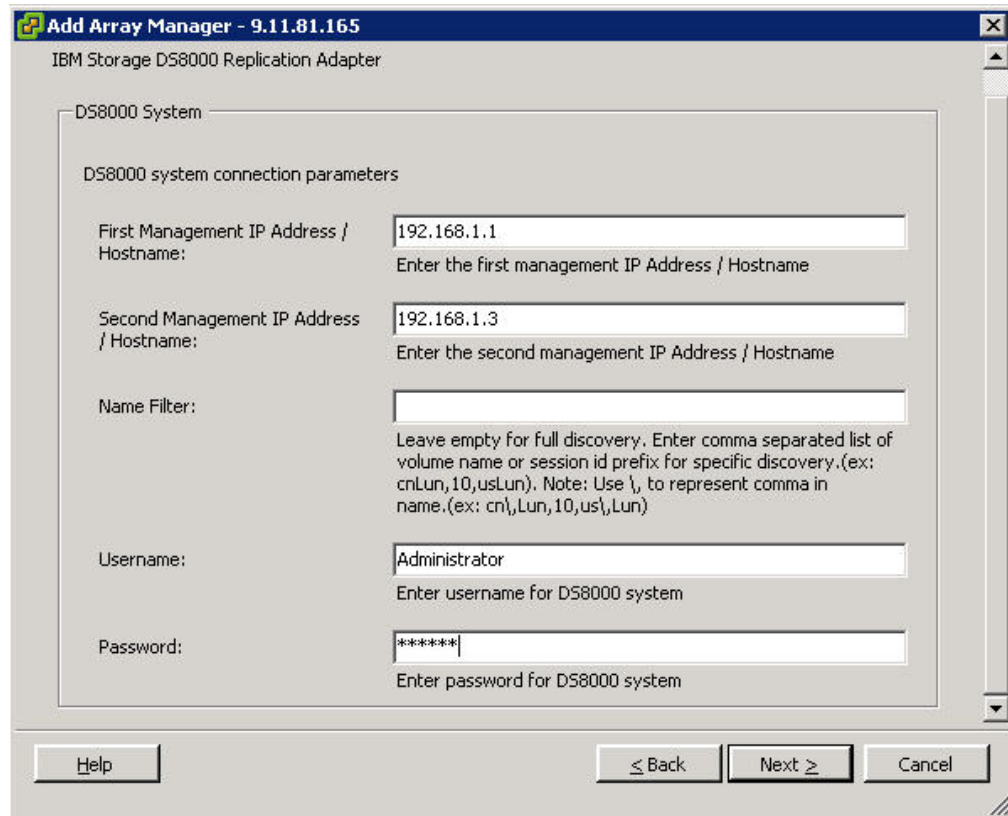 Add Array Manager - 9.11.81.165
IBM Storage DS8000 Replication Adapter
DS8000 System
DS8000 system connection parameters
First Management IP Address /
Hostname:
192.168.1.1
Enter the first management IP Address / Hostname
Second Management IP Address
/ Hostname:
192.168.1.3
Enter the second management IP Address / Hostname
Name Filter:
Leave empty for full discovery. Enter comma separated list of
volume name or session id prefix for specific discovery.(ex:
cnLun,10,usLun). Note: Use \, to represent comma in
name.(ex: cn\,Lun,10,us\,Lun)
Username:
Administrator
Enter username for DS8000 system
Password:
******
Enter password for DS8000 system
Help
< Back
Next >
Cancel